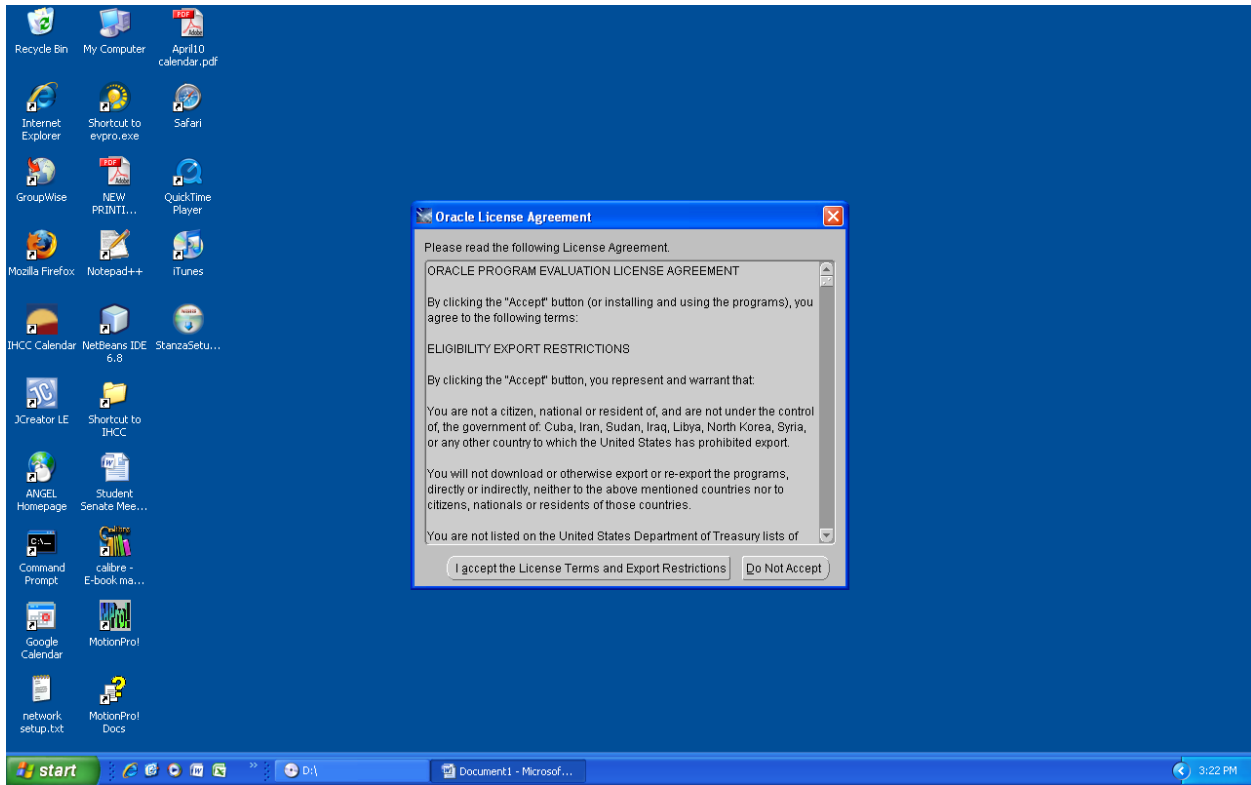 Recycle Bin
My Computer
April10
calendar.pdf
Internet
Explorer
Shortcut to
evpro.exe
Safari
GroupWise
NEW
PRINTI...
QuickTime
Player
Mozilla Firefox
Notepad++
iTunes
IHCC Calendar
NetBeans IDE
6.8
StanzaSetu...
JCreator LE
Shortcut to
IHCC
ANGEL
Homepage
Student
Senate Mee...
Command
Prompt
calibre -
E-book ma...
Google
Calendar
MotionPro!
network
setup.txt
MotionPro!
Docs
Oracle License Agreement
Please read the following License Agreement.
ORACLE PROGRAM EVALUATION LICENSE AGREEMENT
By clicking the "Accept" button (or installing and using the programs), you
agree to the following terms:
ELIGIBILITY EXPORT RESTRICTIONS
By clicking the "Accept" button, you represent and warrant that:
You are not a citizen, national or resident of, and are not under the control
of, the government of: Cuba, Iran, Sudan, Iraq, Libya, North Korea, Syria,
or any other country to which the United States has prohibited export.
You will not download or otherwise export or re-export the programs,
directly or indirectly, neither to the above mentioned countries nor to
citizens, nationals or residents of those countries.
You are not listed on the United States Department of Treasury lists of
I accept the License Terms and Export Restrictions
Do Not Accept
start
D:\
Document1 - Microsof...
3:22 PM